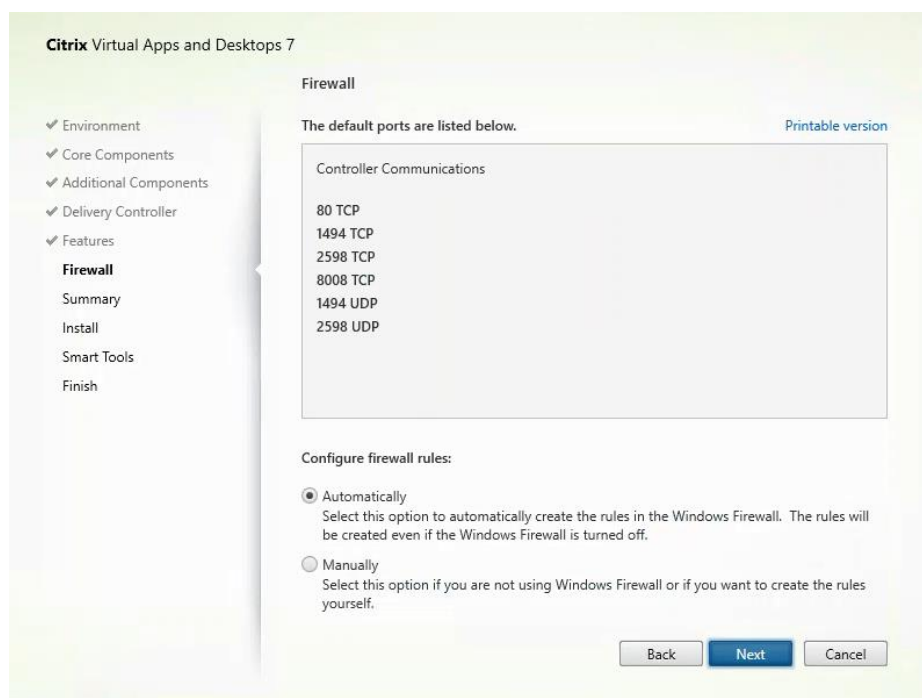 Citrix Virtual Apps and Desktops 7
Environment
Core Components
Additional Components
Delivery Controller
Features
Firewall
Summary
Install
Smart Tools
Finish
Firewall
The default ports are listed below.
Printable version
Controller Communications
80 TCP
1494 TCP
2598 TCP
8008 TCP
1494 UDP
2598 UDP
Configure firewall rules:
Automatically
Select this option to automatically create the rules in the Windows Firewall. The rules will
be created even if the Windows Firewall is turned off.
Manually
Select this option if you are not using Windows Firewall or if you want to create the rules
yourself.
Back
Next
Cancel